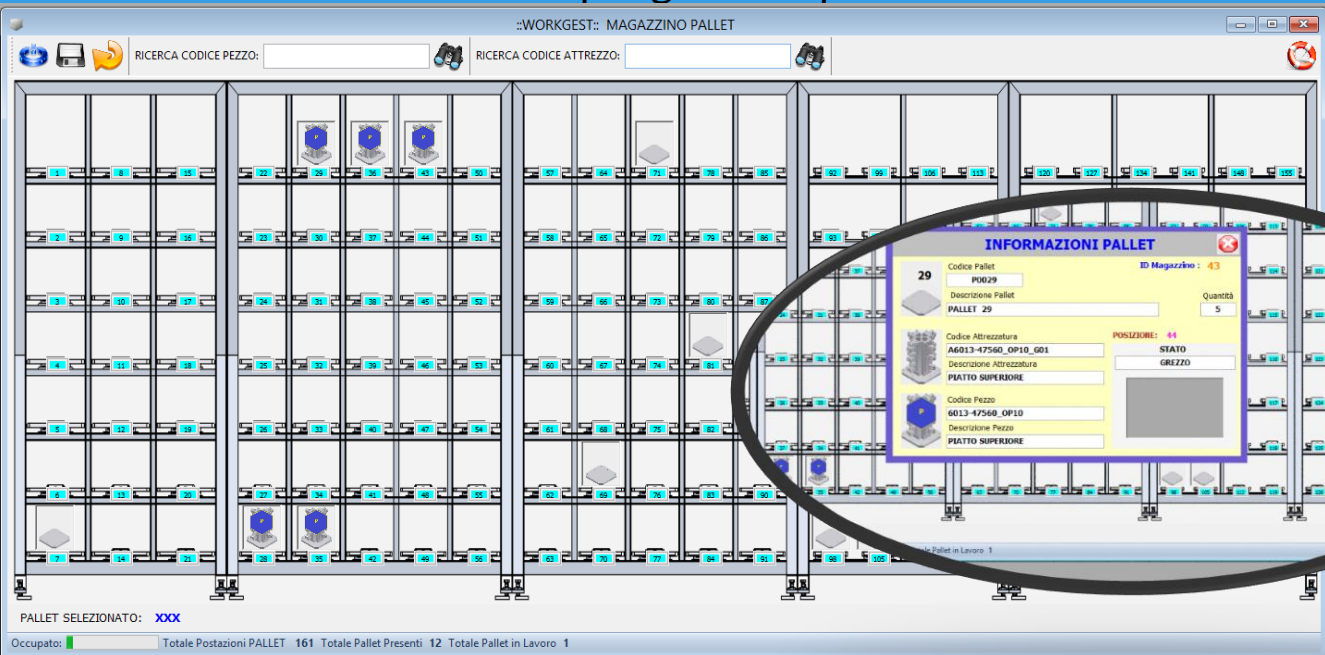 ::WORKGEST:: MAGAZZINO PALLET
RICERCA CODICE PEZZO: RICERCA CODICE ATTREZZO:
1 8 15 22 29 36 43 50 57 64 71 78 85 92 99 106 113 120 127 134 141 148 155
2 9 16 23 30 37 44 51 58 65 72 79 86 93
3 10 17 24 31 38 45 52 59 66 73 80 87
4 11 18 25 32 39 46 53 60 67 74 81
5 12 19 26 33 40 47 54 61 68 75 82
6 13 20 27 34 41 48 55 62 69 76 83 90
7 14 21 28 35 42 49 56 63 70 77 84 91 98 105
INFORMAZIONI PALLET
29
Codice Pallet
ID Magazzino : 43
P0029
Descrizione Pallet
Quantità
PALLET 29
5
Codice Attrezzatura
POSIZIONE: 44
A6013-47560_OP10_G01
STATO
Descrizione Attrezzatura
GREZZO
PIATTO SUPERIORE
Codice Pezzo
6013-47560_OP10
Descrizione Pezzo
PIATTO SUPERIORE
Pallet in Lavoro 1
PALLET SELEZIONATO: XXX
Occupato: Totale Postazioni PALLET 161 Totale Pallet Presenti 12 Totale Pallet in Lavoro 1